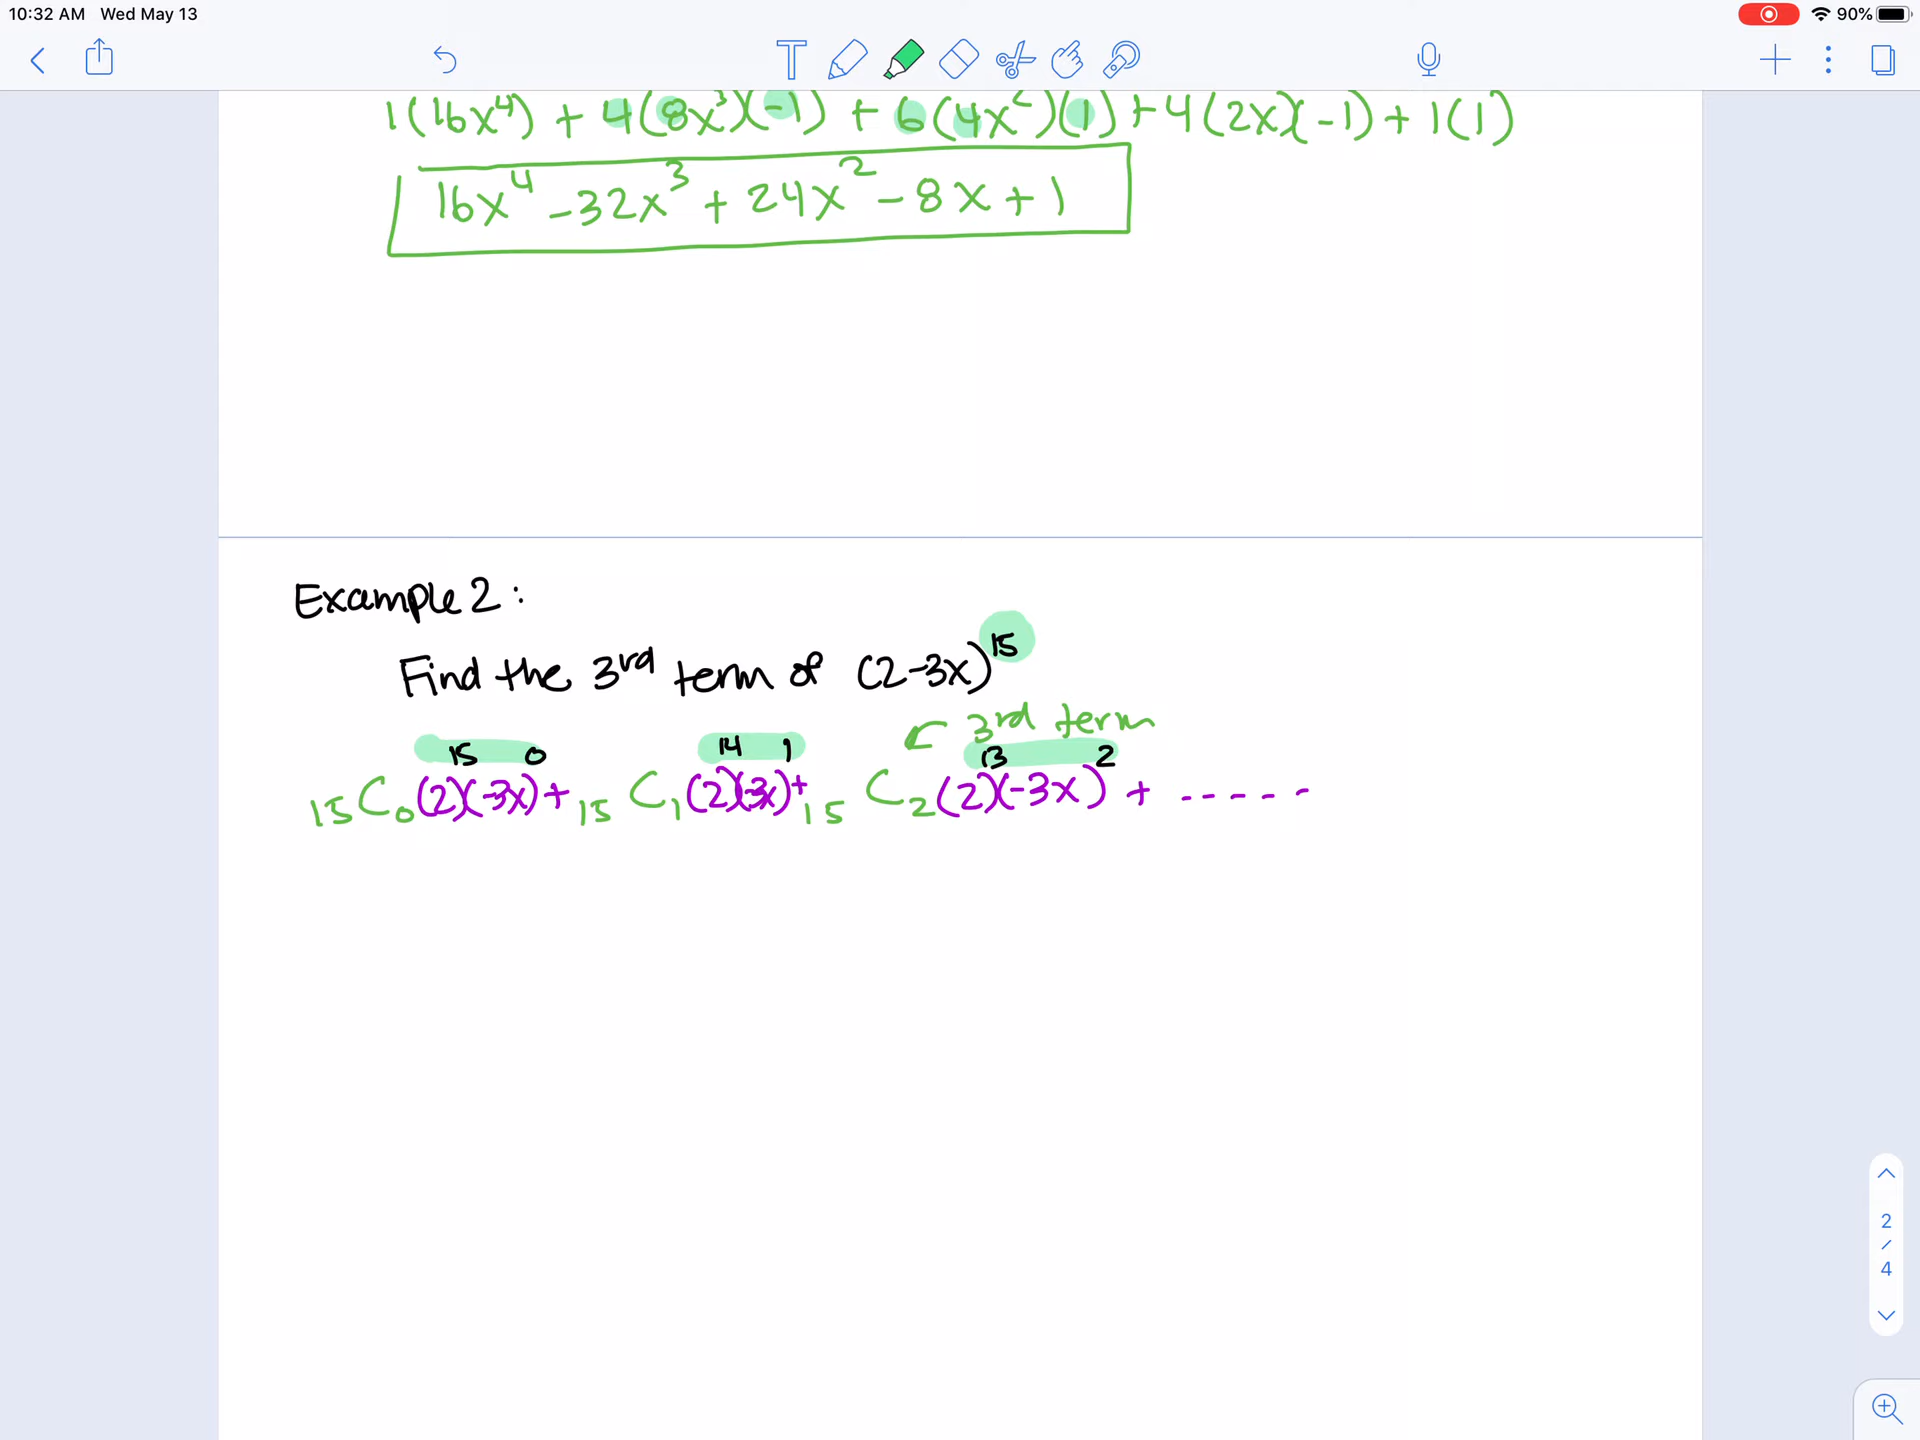 10:32 AM Wed May 13
90%
T
1(16x⁴) + 4(8x³)(-1) + 6(4x²)(1) + 4(2x)(-1) + 1(1)
16x⁴ - 32x³ + 24x² - 8x + 1
Example 2:
Find the 3rd term of (2-3x)¹⁵
3rd term
₁₅C₀(2)¹⁵(-3x)⁰ + ₁₅C₁(2)¹⁴(-3x)¹ + ₁₅C₂(2)¹³(-3x)² + -----
2
/
4